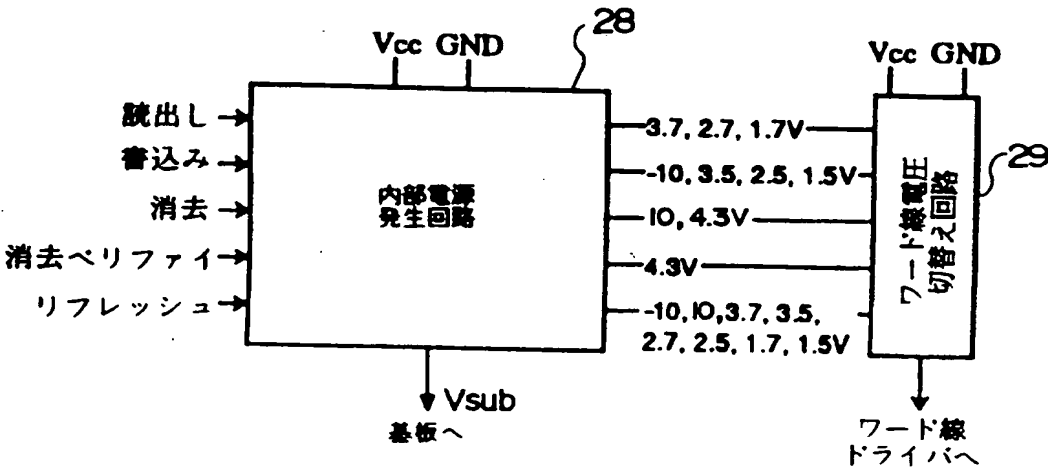 28
Vcc GND
Vcc GND
読出し
書込み
消去
消去ベリファイ
リフレッシュ
内部電源
発生回路
3.7, 2.7, 1.7V
-10, 3.5, 2.5, 1.5V
10, 4.3V
4.3V
-10, 10, 3.7, 3.5,
2.7, 2.5, 1.7, 1.5V
29
ワード線電圧
切替え回路
Vsub
基板へ
ワード線
ドライバへ